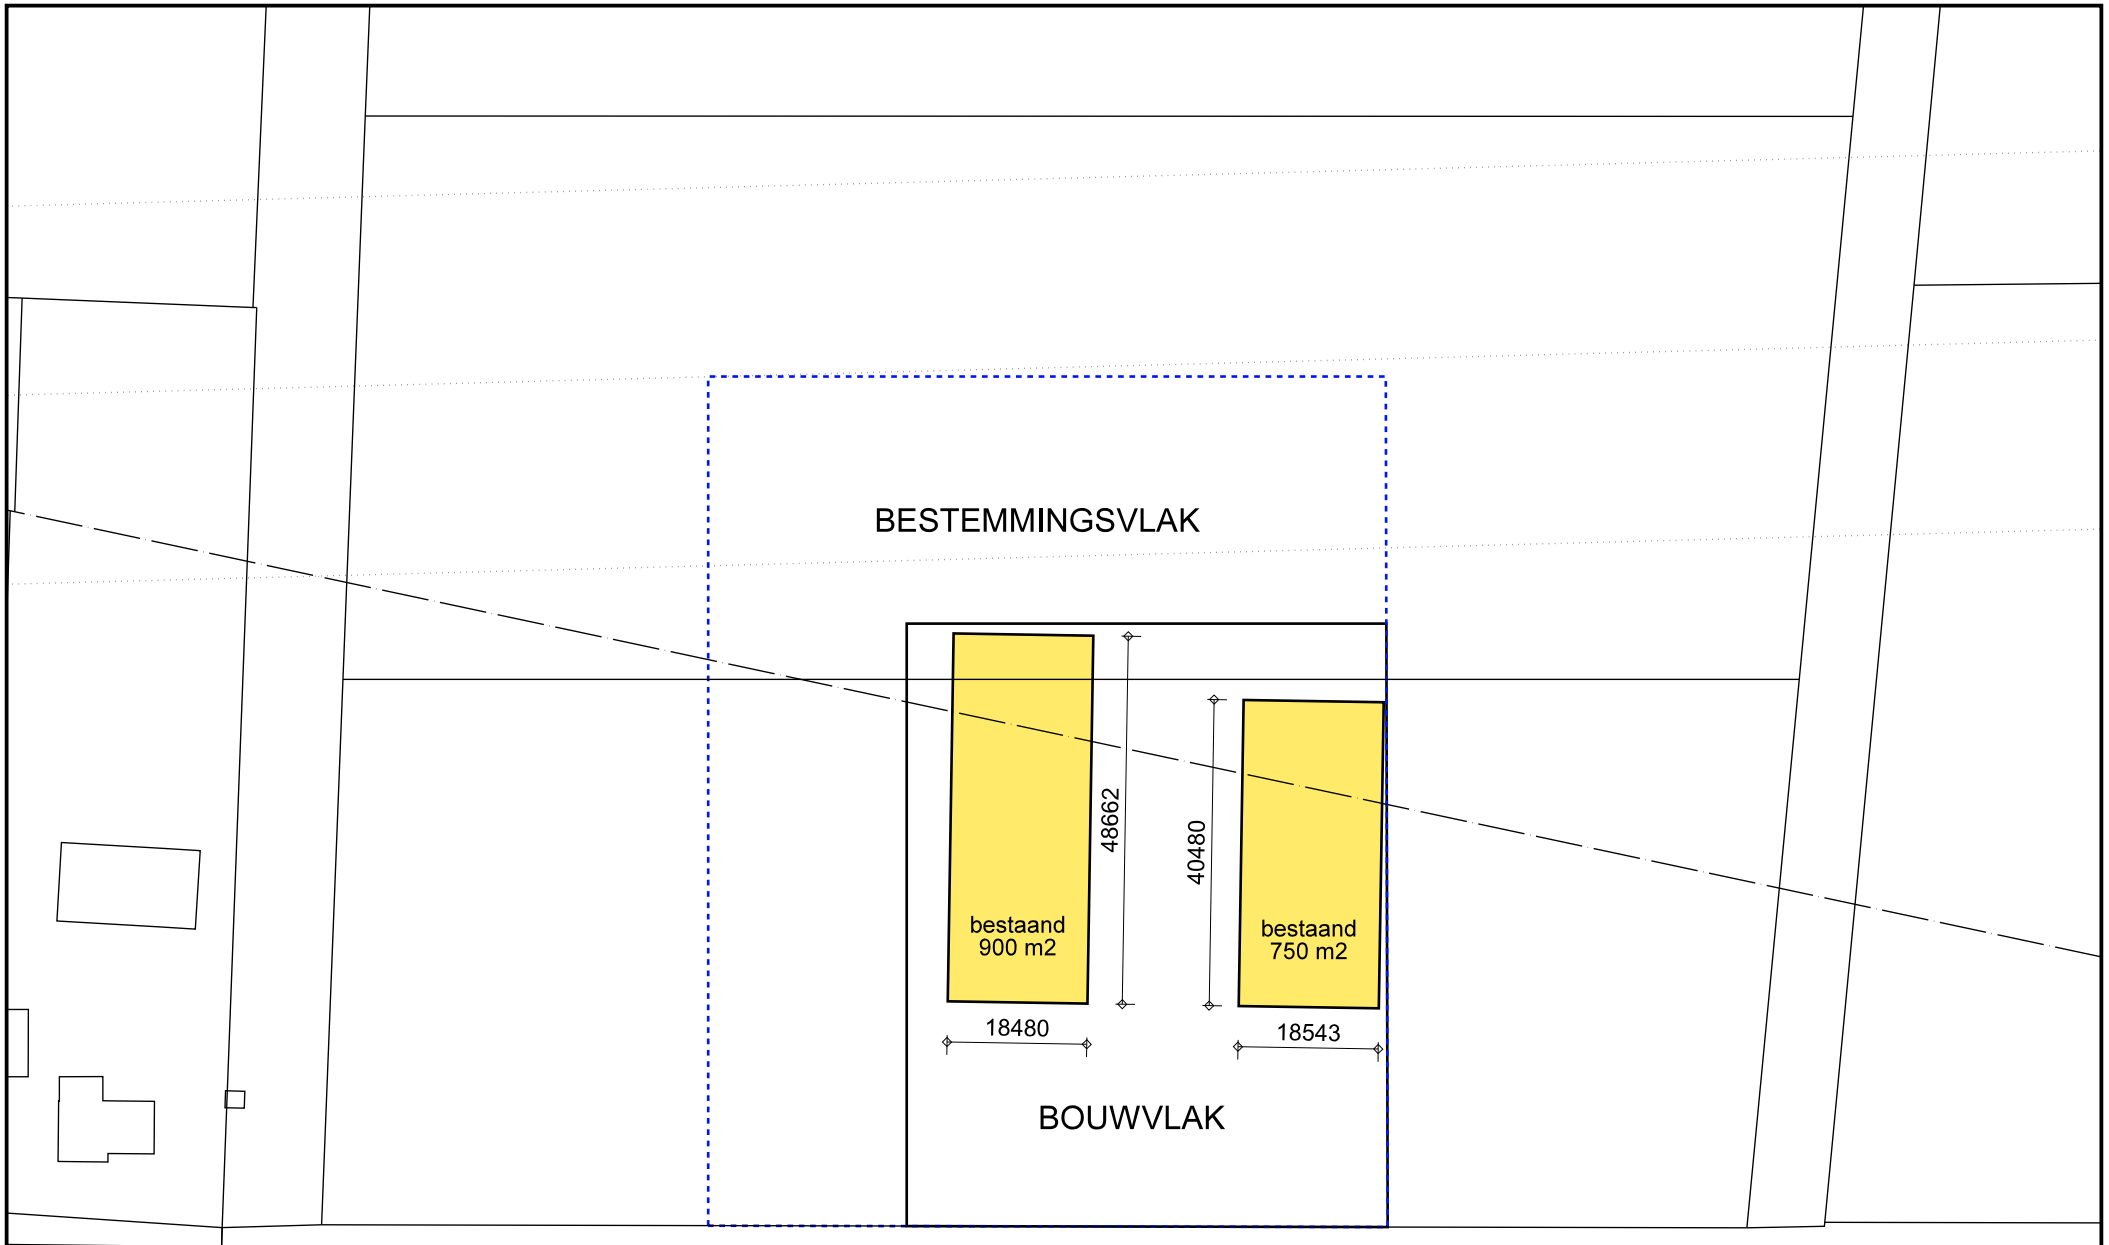 BESTEMMINGSVLAK
48662
40480
bestaand
900 m2
bestaand
750 m2
18480
18543
BOUWVLAK